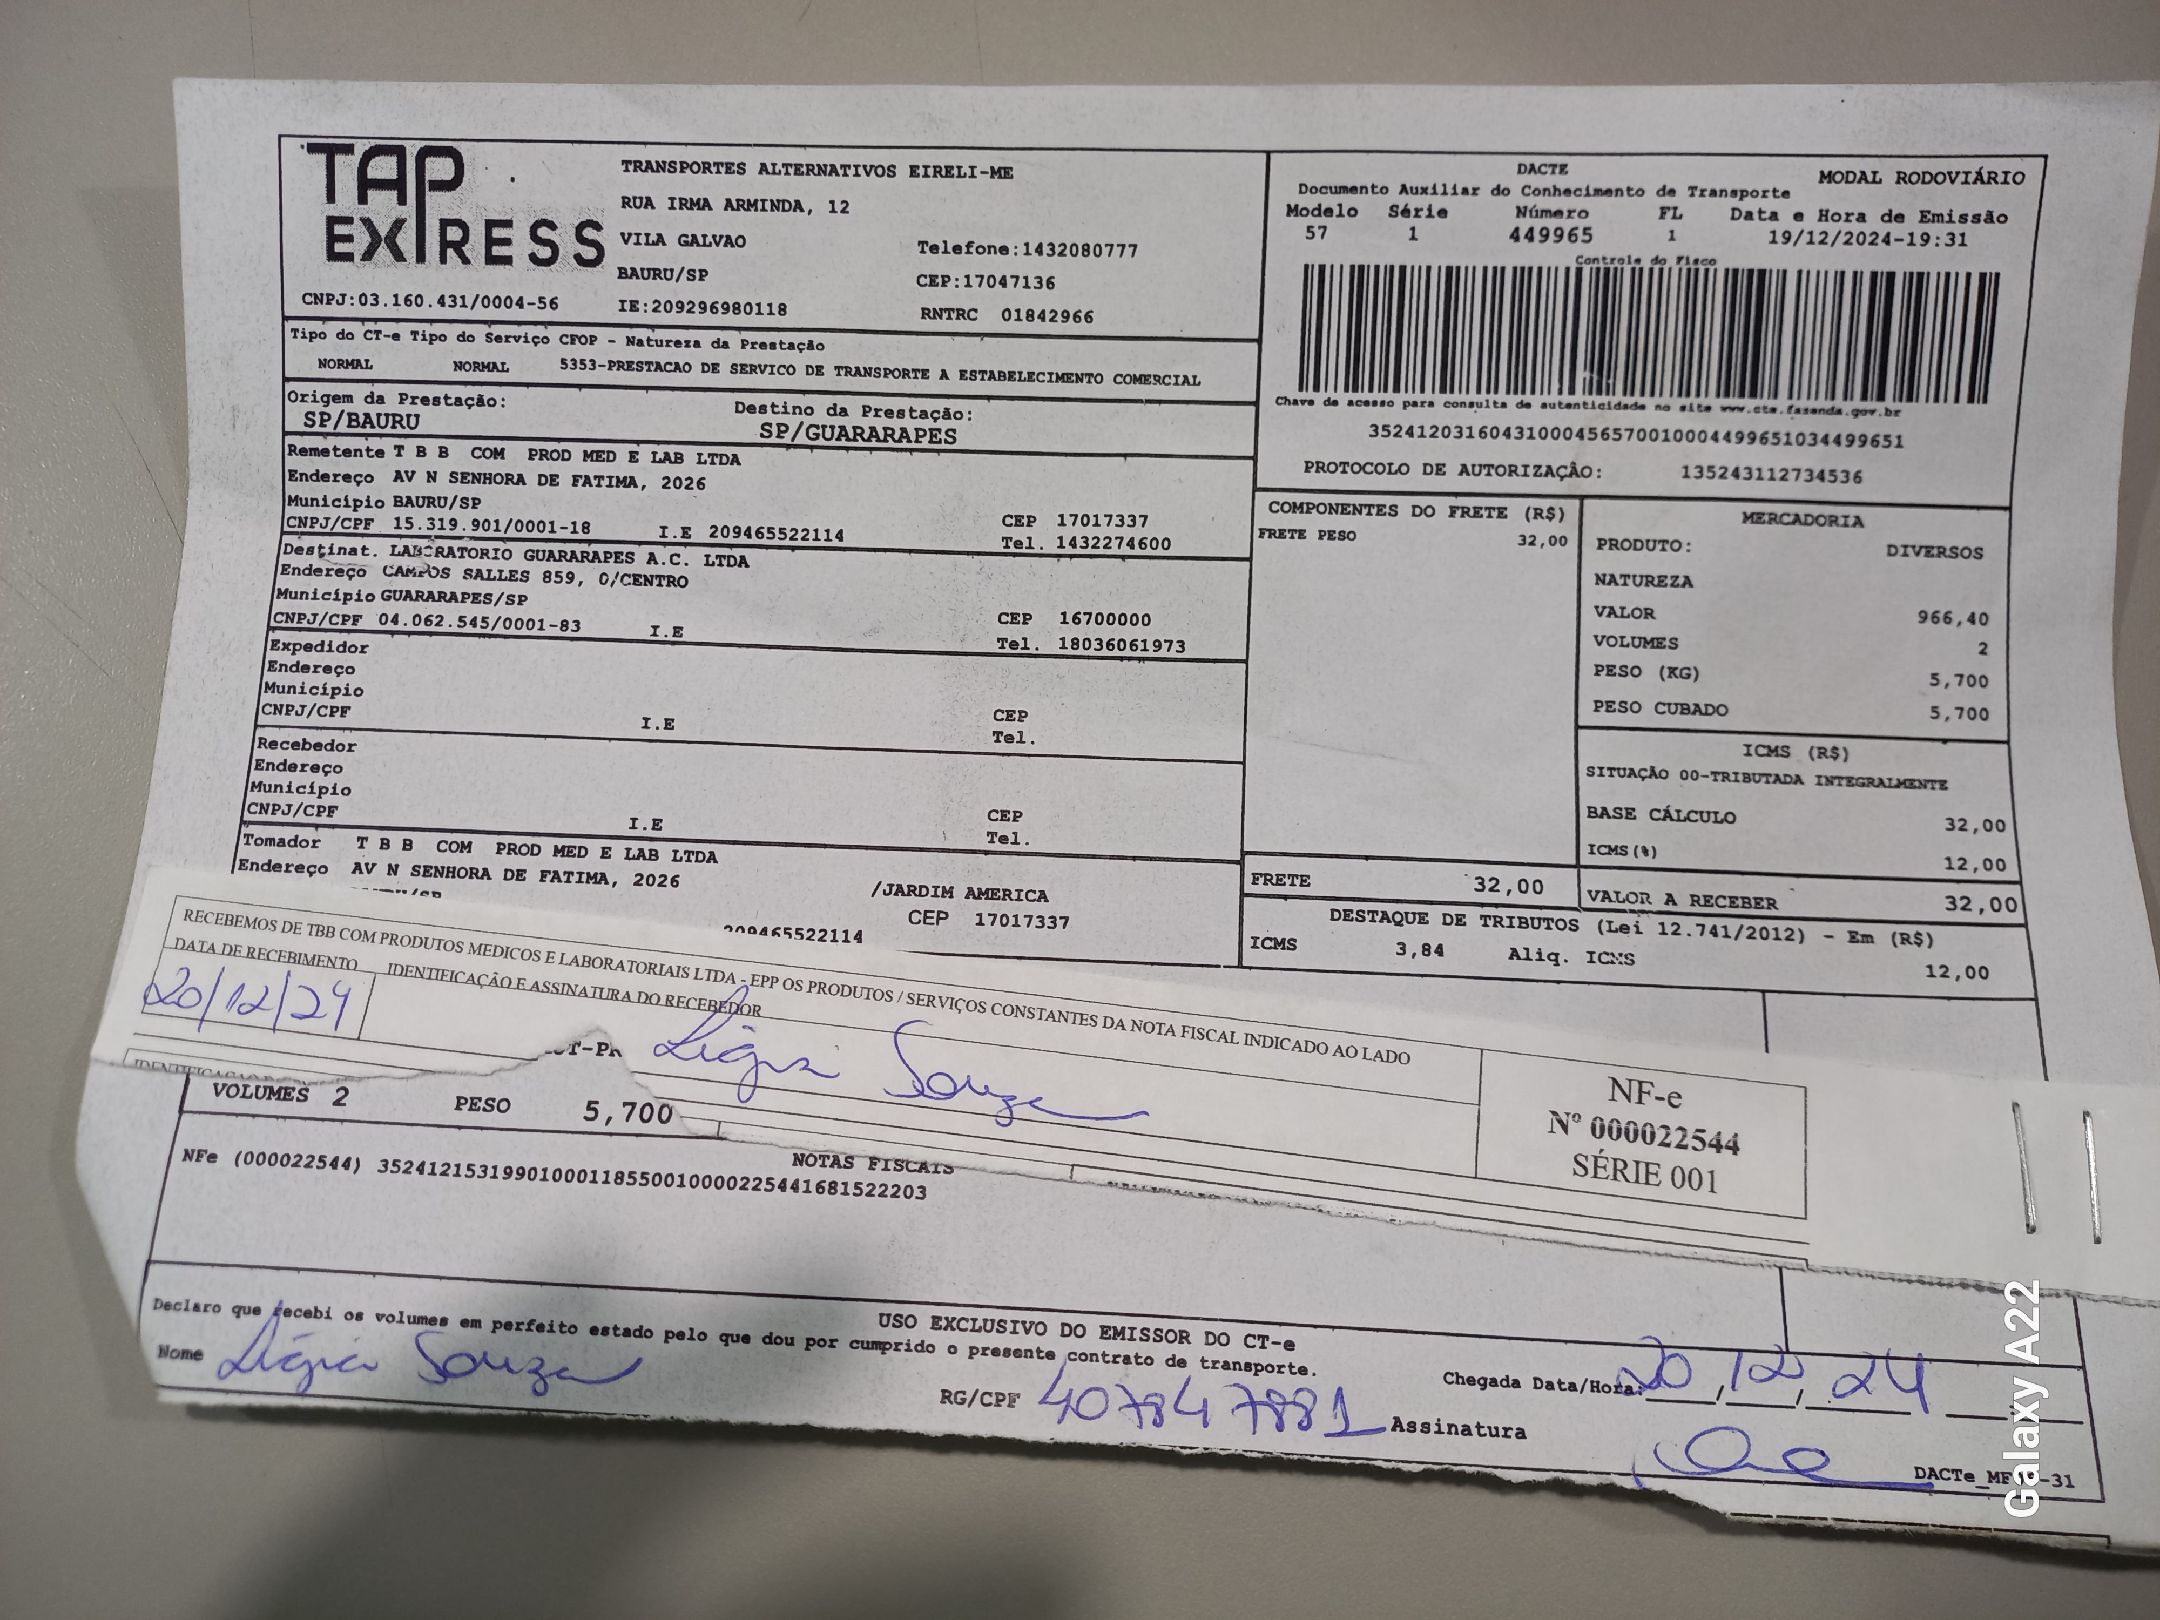 TAP EXPRESS
CNPJ:03.160.431/0004-56
TRANSPORTES ALTERNATIVOS EIRELI-ME
RUA IRMA ARMINDA, 12
VILA GALVAO
Telefone:1432080777
BAURU/SP
CEP:17047136
IE:209296980118
RNTRC 01842966
DACTE
MODAL RODOVIÁRIO
Documento Auxiliar do Conhecimento de Transporte
Modelo Série Número FL Data e Hora de Emissão
57 1 449965 1 19/12/2024-19:31
Controle do Fisco
Chave de acesso para consulta de autenticidade no site www.cte.fazenda.gov.br
35241203160431000456570010004499651034499651
PROTOCOLO DE AUTORIZAÇÃO: 135243112734536
Tipo do CT-e Tipo do Serviço CFOP - Natureza da Prestação
NORMAL NORMAL 5353-PRESTACAO DE SERVICO DE TRANSPORTE A ESTABELECIMENTO COMERCIAL
Origem da Prestação: Destino da Prestação:
SP/BAURU SP/GUARARAPES
Remetente T B B COM PROD MED E LAB LTDA
Endereço AV N SENHORA DE FATIMA, 2026
Município BAURU/SP CEP 17017337
CNPJ/CPF 15.319.901/0001-18 I.E 209465522114 Tel. 1432274600
Destinat. LABORATORIO GUARARAPES A.C. LTDA
Endereço CAMPOS SALLES 859, 0/CENTRO
Município GUARARAPES/SP CEP 16700000
CNPJ/CPF 04.062.545/0001-83 I.E Tel. 18036061973
Expedidor
Endereço
Município CEP
CNPJ/CPF I.E Tel.
Recebedor
Endereço
Município CEP
CNPJ/CPF I.E Tel.
Tomador T B B COM PROD MED E LAB LTDA
Endereço AV N SENHORA DE FATIMA, 2026 /JARDIM AMERICA
209465522114 CEP 17017337
COMPONENTES DO FRETE (R$)
FRETE PESO 32,00
MERCADORIA
PRODUTO: DIVERSOS
NATUREZA
VALOR 966,40
VOLUMES 2
PESO (KG) 5,700
PESO CUBADO 5,700
ICMS (R$)
SITUAÇÃO 00-TRIBUTADA INTEGRALMENTE
BASE CÁLCULO 32,00
ICMS(%) 12,00
FRETE 32,00 VALOR A RECEBER 32,00
DESTAQUE DE TRIBUTOS (Lei 12.741/2012) - Em (R$)
ICMS 3,84 Aliq. ICMS 12,00
RECEBEMOS DE TBB COM PRODUTOS MEDICOS E LABORATORIAIS LTDA - EPP OS PRODUTOS / SERVIÇOS CONSTANTES DA NOTA FISCAL INDICADO AO LADO
DATA DE RECEBIMENTO IDENTIFICAÇÃO E ASSINATURA DO RECEBEDOR
20/12/24 Ligia Souza
NF-e
Nº 000022544
SÉRIE 001
VOLUMES 2 PESO 5,700
NOTAS FISCAIS
NFe (000022544) 35241215319901000118550010000225441681522203
USO EXCLUSIVO DO EMISSOR DO CT-e
Declaro que recebi os volumes em perfeito estado pelo que dou por cumprido o presente contrato de transporte.
Nome Ligia Souza RG/CPF 407847881 Chegada Data/Hora: 20,12,24
Assinatura
Galaxy A22